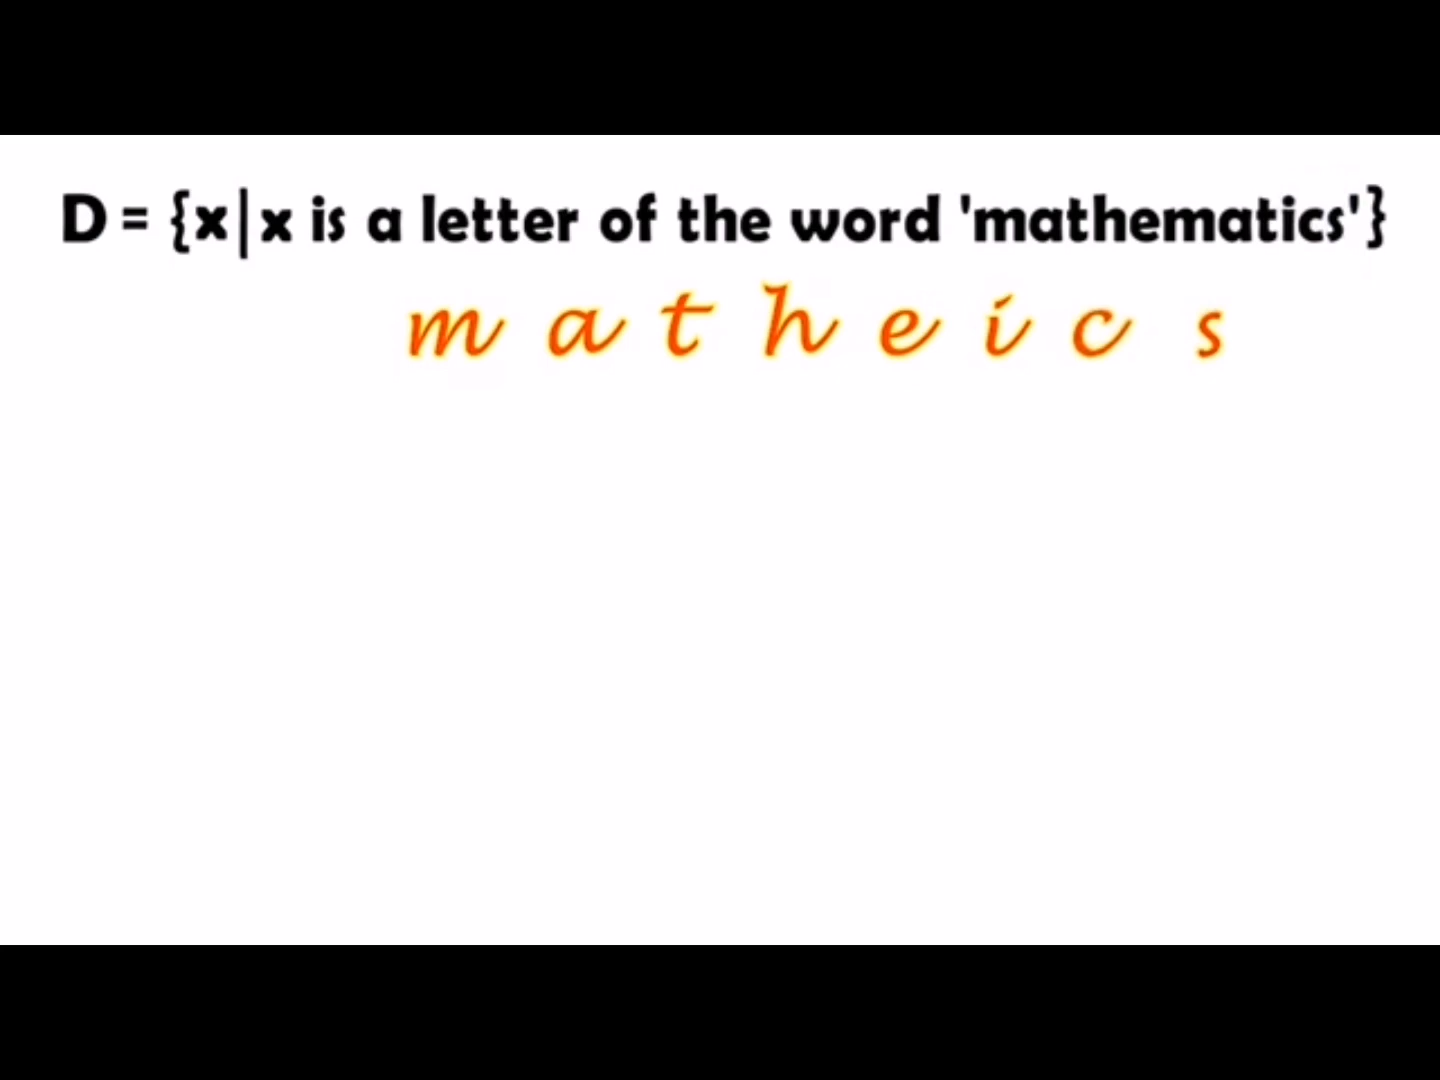 D = {x|x is a letter of the word 'mathematics'}
m a t h e i c s